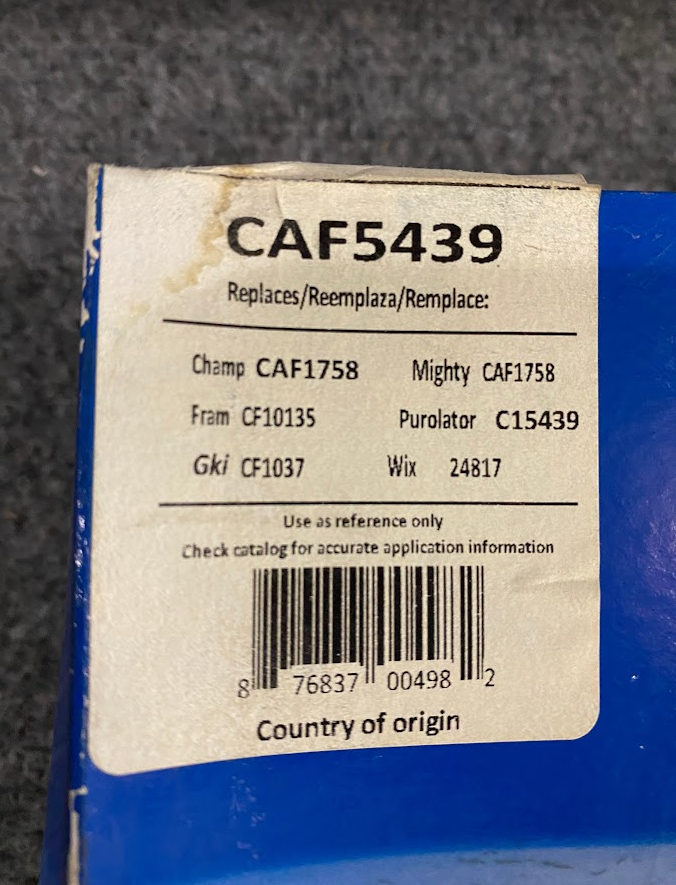 CAF5439
Replaces/Reemplaza/Remplace:
Champ CAF1758 Mighty CAF1758
Fram CF10135 Purolator C15439
Gki CF1037 Wix 24817
Use as reference only
Check catalog for accurate application information
8 76837 00498 2
Country of origin